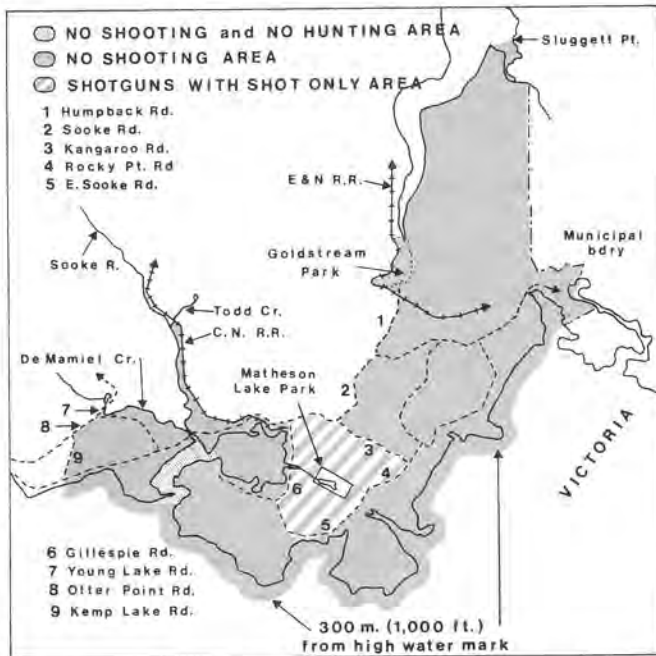 NO SHOOTING and NO HUNTING AREA
NO SHOOTING AREA
SHOTGUNS WITH SHOT ONLY AREA
1 Humpback Rd.
2 Sooke Rd.
3 Kangaroo Rd.
4 Rocky Pt. Rd
5 E. Sooke Rd.
Sluggett Pt.
E&N R.R.
Goldstream
Park
Municipal
bdry
Sooke R.
Todd Cr.
C.N. R.R.
1
De Mamiel Cr.
Matheson
Lake Park
2
7
8
9
3
4
6
5
VICTORIA
6 Gillespie Rd.
7 Young Lake Rd.
8 Otter Point Rd.
9 Kemp Lake Rd.
300 m. (1,000 ft.)
from high water mark